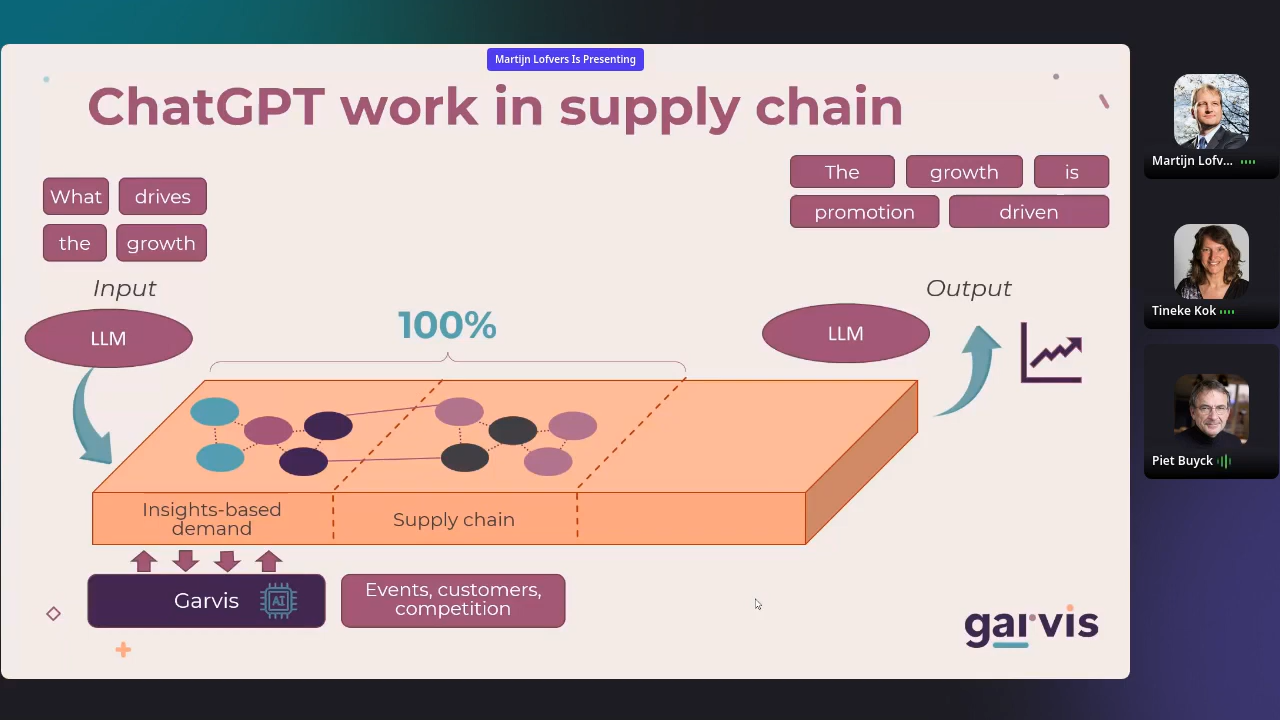 Martijn Lofvers Is Presenting
ChatGPT work in supply chain
What drives
the growth
Input
LLM
100%
The growth is
promotion driven
Output
LLM
Insights-based
demand
Supply chain
Garvis
AI
Events, customers,
competition
garvis
Martijn Lofv...
Tineke Kok
Piet Buyck